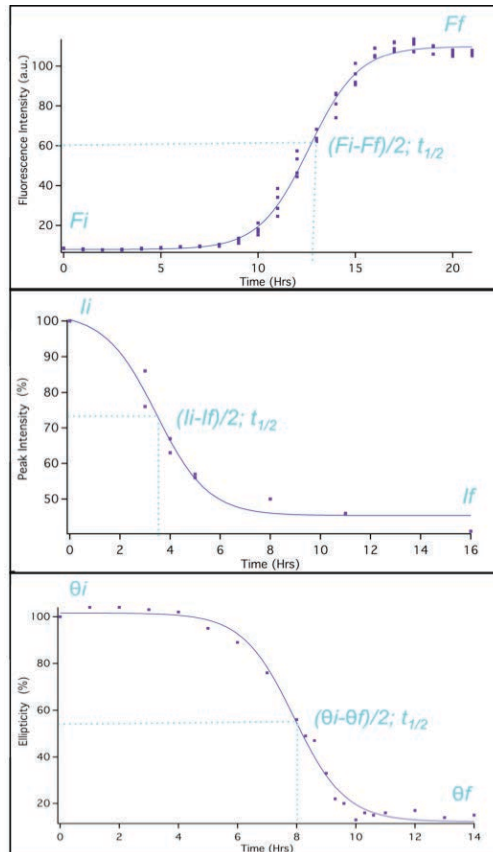 Ff
Fluorescence Intensity (a.u.)
100
80
60
40
20
(Fi-Ff)/2; t1/2
Fi
0
5
10
15
20
Time (Hrs)
Ii
Peak Intensity (%)
100
90
80
70
60
50
(Ii-If)/2; t1/2
If
0
2
4
6
8
10
12
14
16
Time (Hrs)
θi
Ellipticity (%)
100
80
60
40
20
(θi-θf)/2; t1/2
θf
0
2
4
6
8
10
12
14
Time (Hrs)